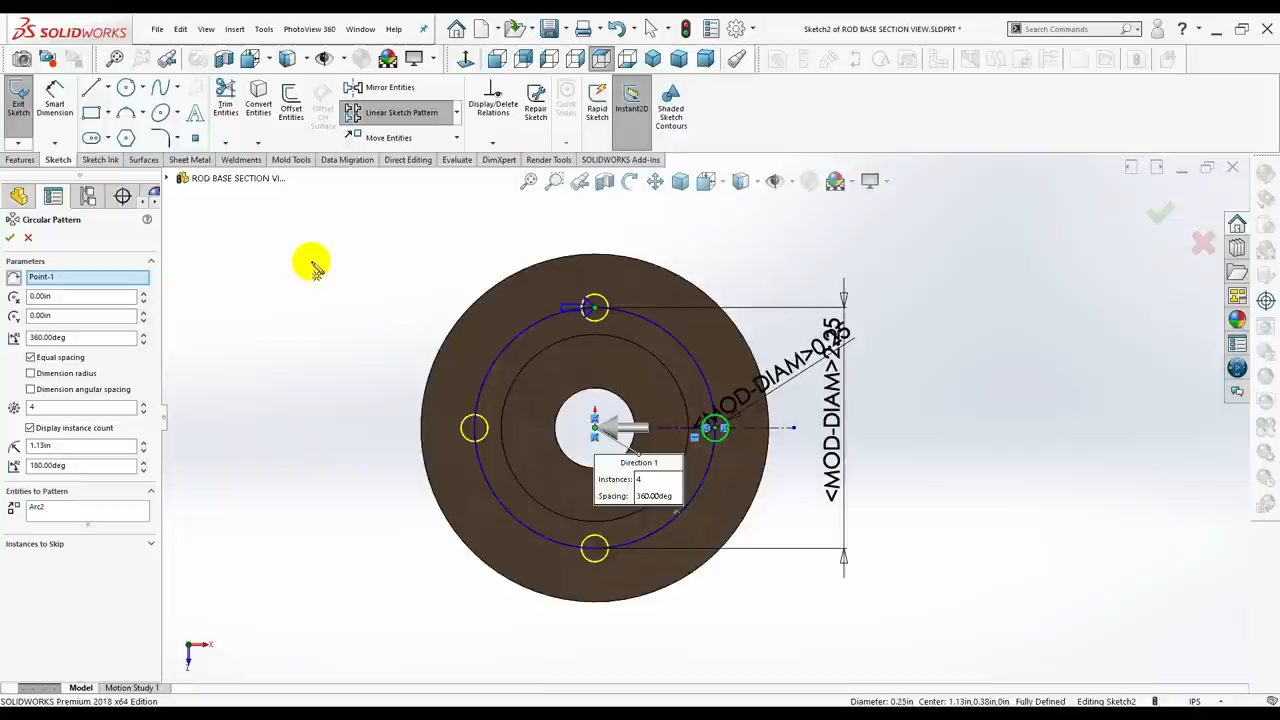 SOLIDWORKS
File Edit View Insert Tools PhotoView 360 Window Help
Sketch2 of ROD BASE SECTION VIEW.SLDPRT *
Search Commands
Exit Sketch
Smart Dimension
Trim Entities
Convert Entities
Offset Entities
Offset On Surface
Mirror Entities
Linear Sketch Pattern
Move Entities
Display/Delete Relations
Repair Sketch
Quick Snaps
Rapid Sketch
Instant2D
Shaded Sketch Contours
Features Sketch Sketch Ink Surfaces Sheet Metal Weldments Mold Tools Data Migration Direct Editing Evaluate DimXpert Render Tools SOLIDWORKS Add-Ins
ROD BASE SECTION VI...
Circular Pattern
Parameters
Point-1
0.00in
0.00in
360.00deg
Equal spacing
Dimension radius
Dimension angular spacing
4
Display instance count
1.13in
180.00deg
Entities to Pattern
Arc2
Instances to Skip
<MOD-DIAM>0.25
Direction 1
Instances: 4
Spacing: 360.00deg
X
Z
Model Motion Study 1
SOLIDWORKS Premium 2018 x64 Edition
Diameter: 0.25in Center: 1.13in,0.38in,0in Fully Defined Editing Sketch2 IPS